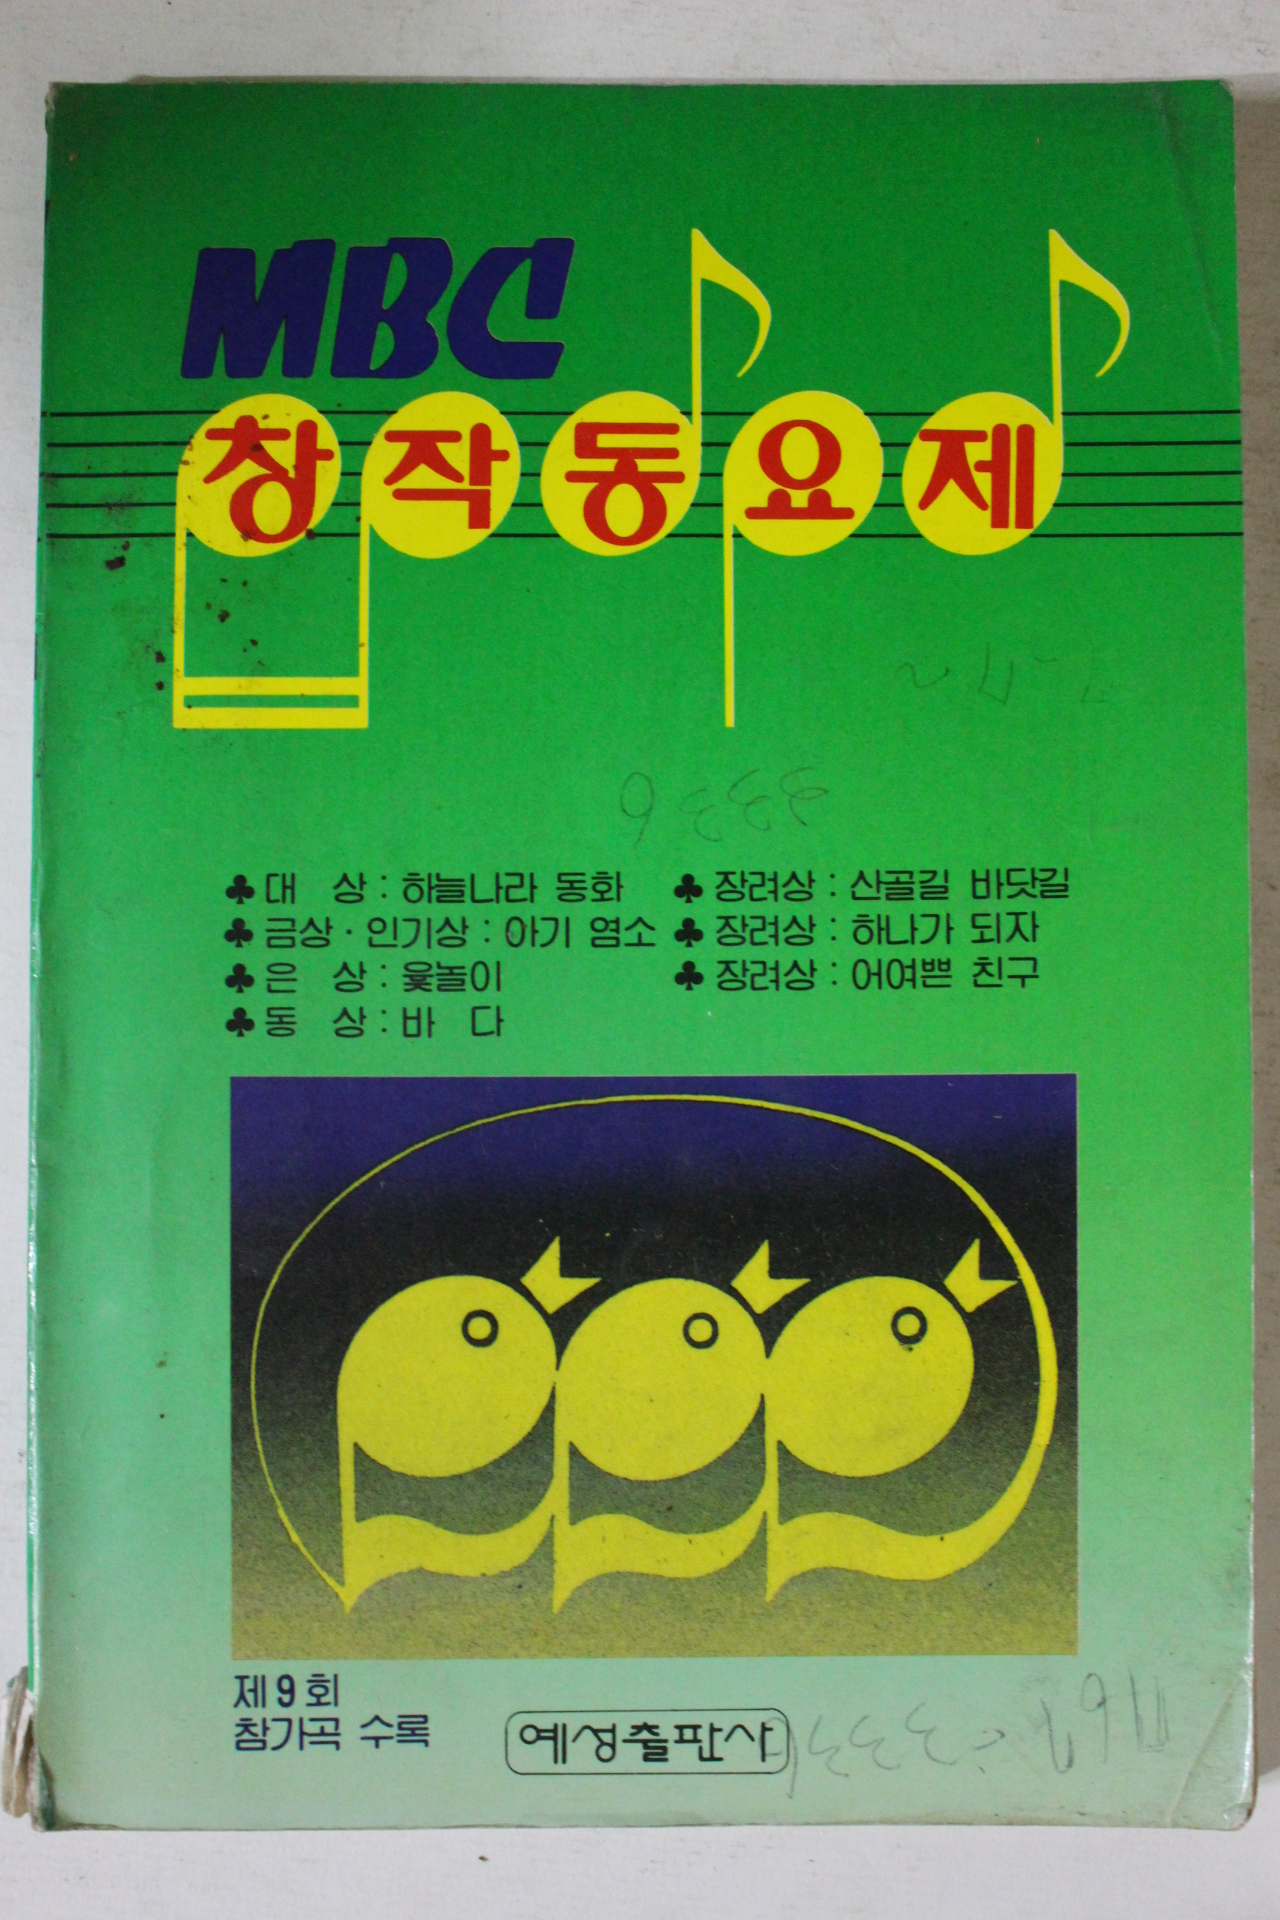 MBC
창작동요제
♣대 상 : 하늘나라 동화
♣금상 · 인기상 : 아기 염소
♣은 상 : 윷놀이
♣동 상 : 바 다
♣장려상 : 산골길 바닷길
♣장려상 : 하나가 되자
♣장려상 : 어여쁜 친구
제9회
참가곡 수록
예성출판사